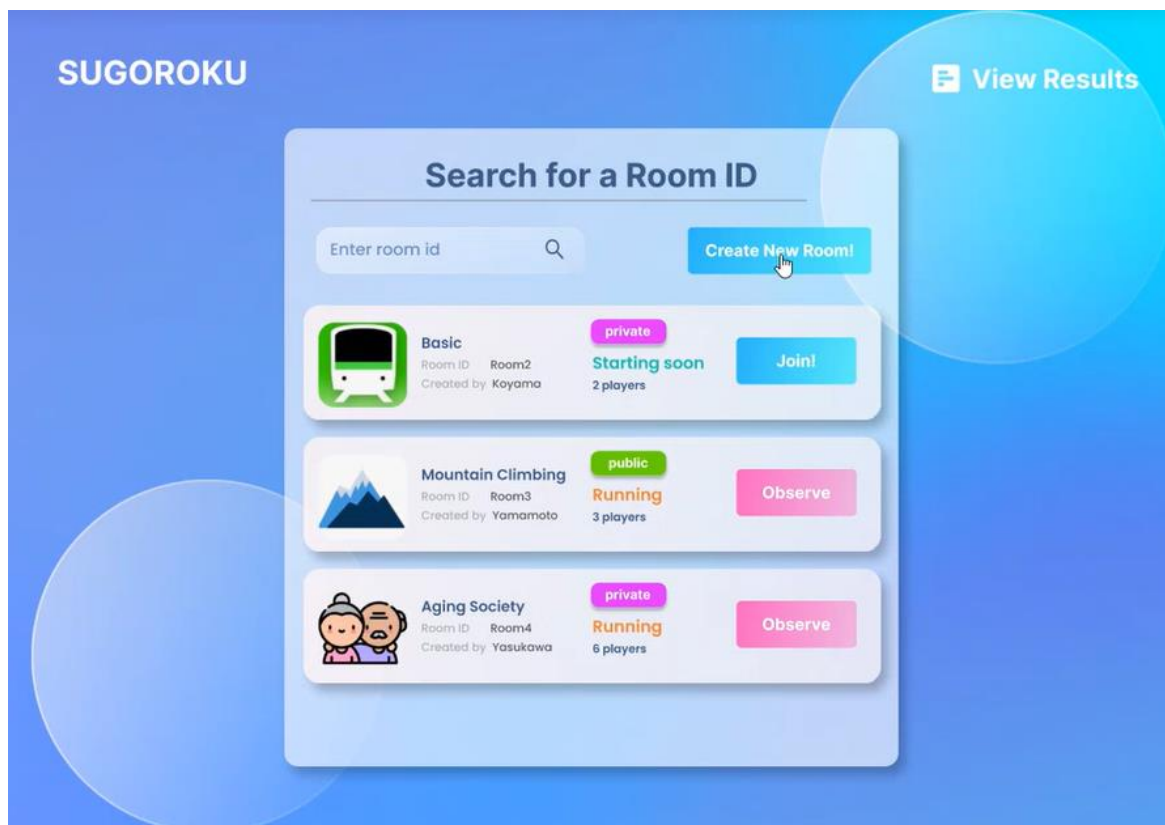 SUGOROKU
View Results
Search for a Room ID
Enter room id
Create New Room!
Basic
Room ID Room2
Created by Koyama
private
Starting soon
2 players
Join!
Mountain Climbing
Room ID Room3
Created by Yamamoto
public
Running
3 players
Observe
Aging Society
Room ID Room4
Created by Yasukawa
private
Running
6 players
Observe